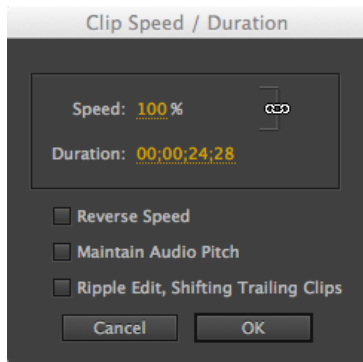 Clip Speed / Duration
Speed: 100 %
Duration: 00;00;24;28
Reverse Speed
Maintain Audio Pitch
Ripple Edit, Shifting Trailing Clips
Cancel OK